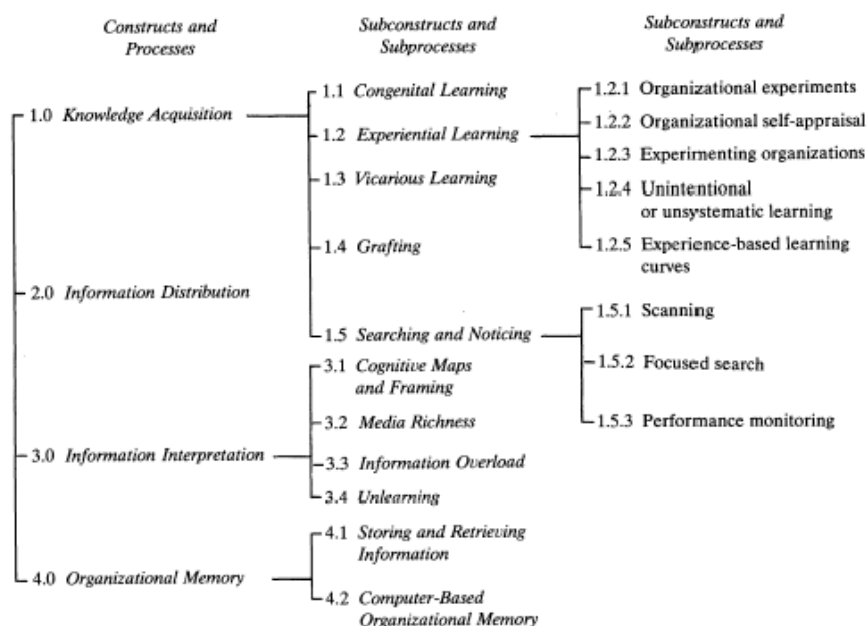 Constructs and
Processes
Subconstructs and
Subprocesses
Subconstructs and
Subprocesses
1.0 Knowledge Acquisition
1.1 Congenital Learning
1.2 Experiential Learning
1.2.1 Organizational experiments
1.2.2 Organizational self-appraisal
1.2.3 Experimenting organizations
1.2.4 Unintentional
or unsystematic learning
1.2.5 Experience-based learning
curves
1.3 Vicarious Learning
1.4 Grafting
1.5 Searching and Noticing
1.5.1 Scanning
1.5.2 Focused search
1.5.3 Performance monitoring
2.0 Information Distribution
3.0 Information Interpretation
3.1 Cognitive Maps
and Framing
3.2 Media Richness
3.3 Information Overload
3.4 Unlearning
4.0 Organizational Memory
4.1 Storing and Retrieving
Information
4.2 Computer-Based
Organizational Memory